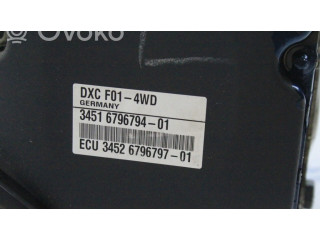 OVOKO
DXC F01-4WD
GERMANY
3451 6796794-01
ECU 3452 6796797-01